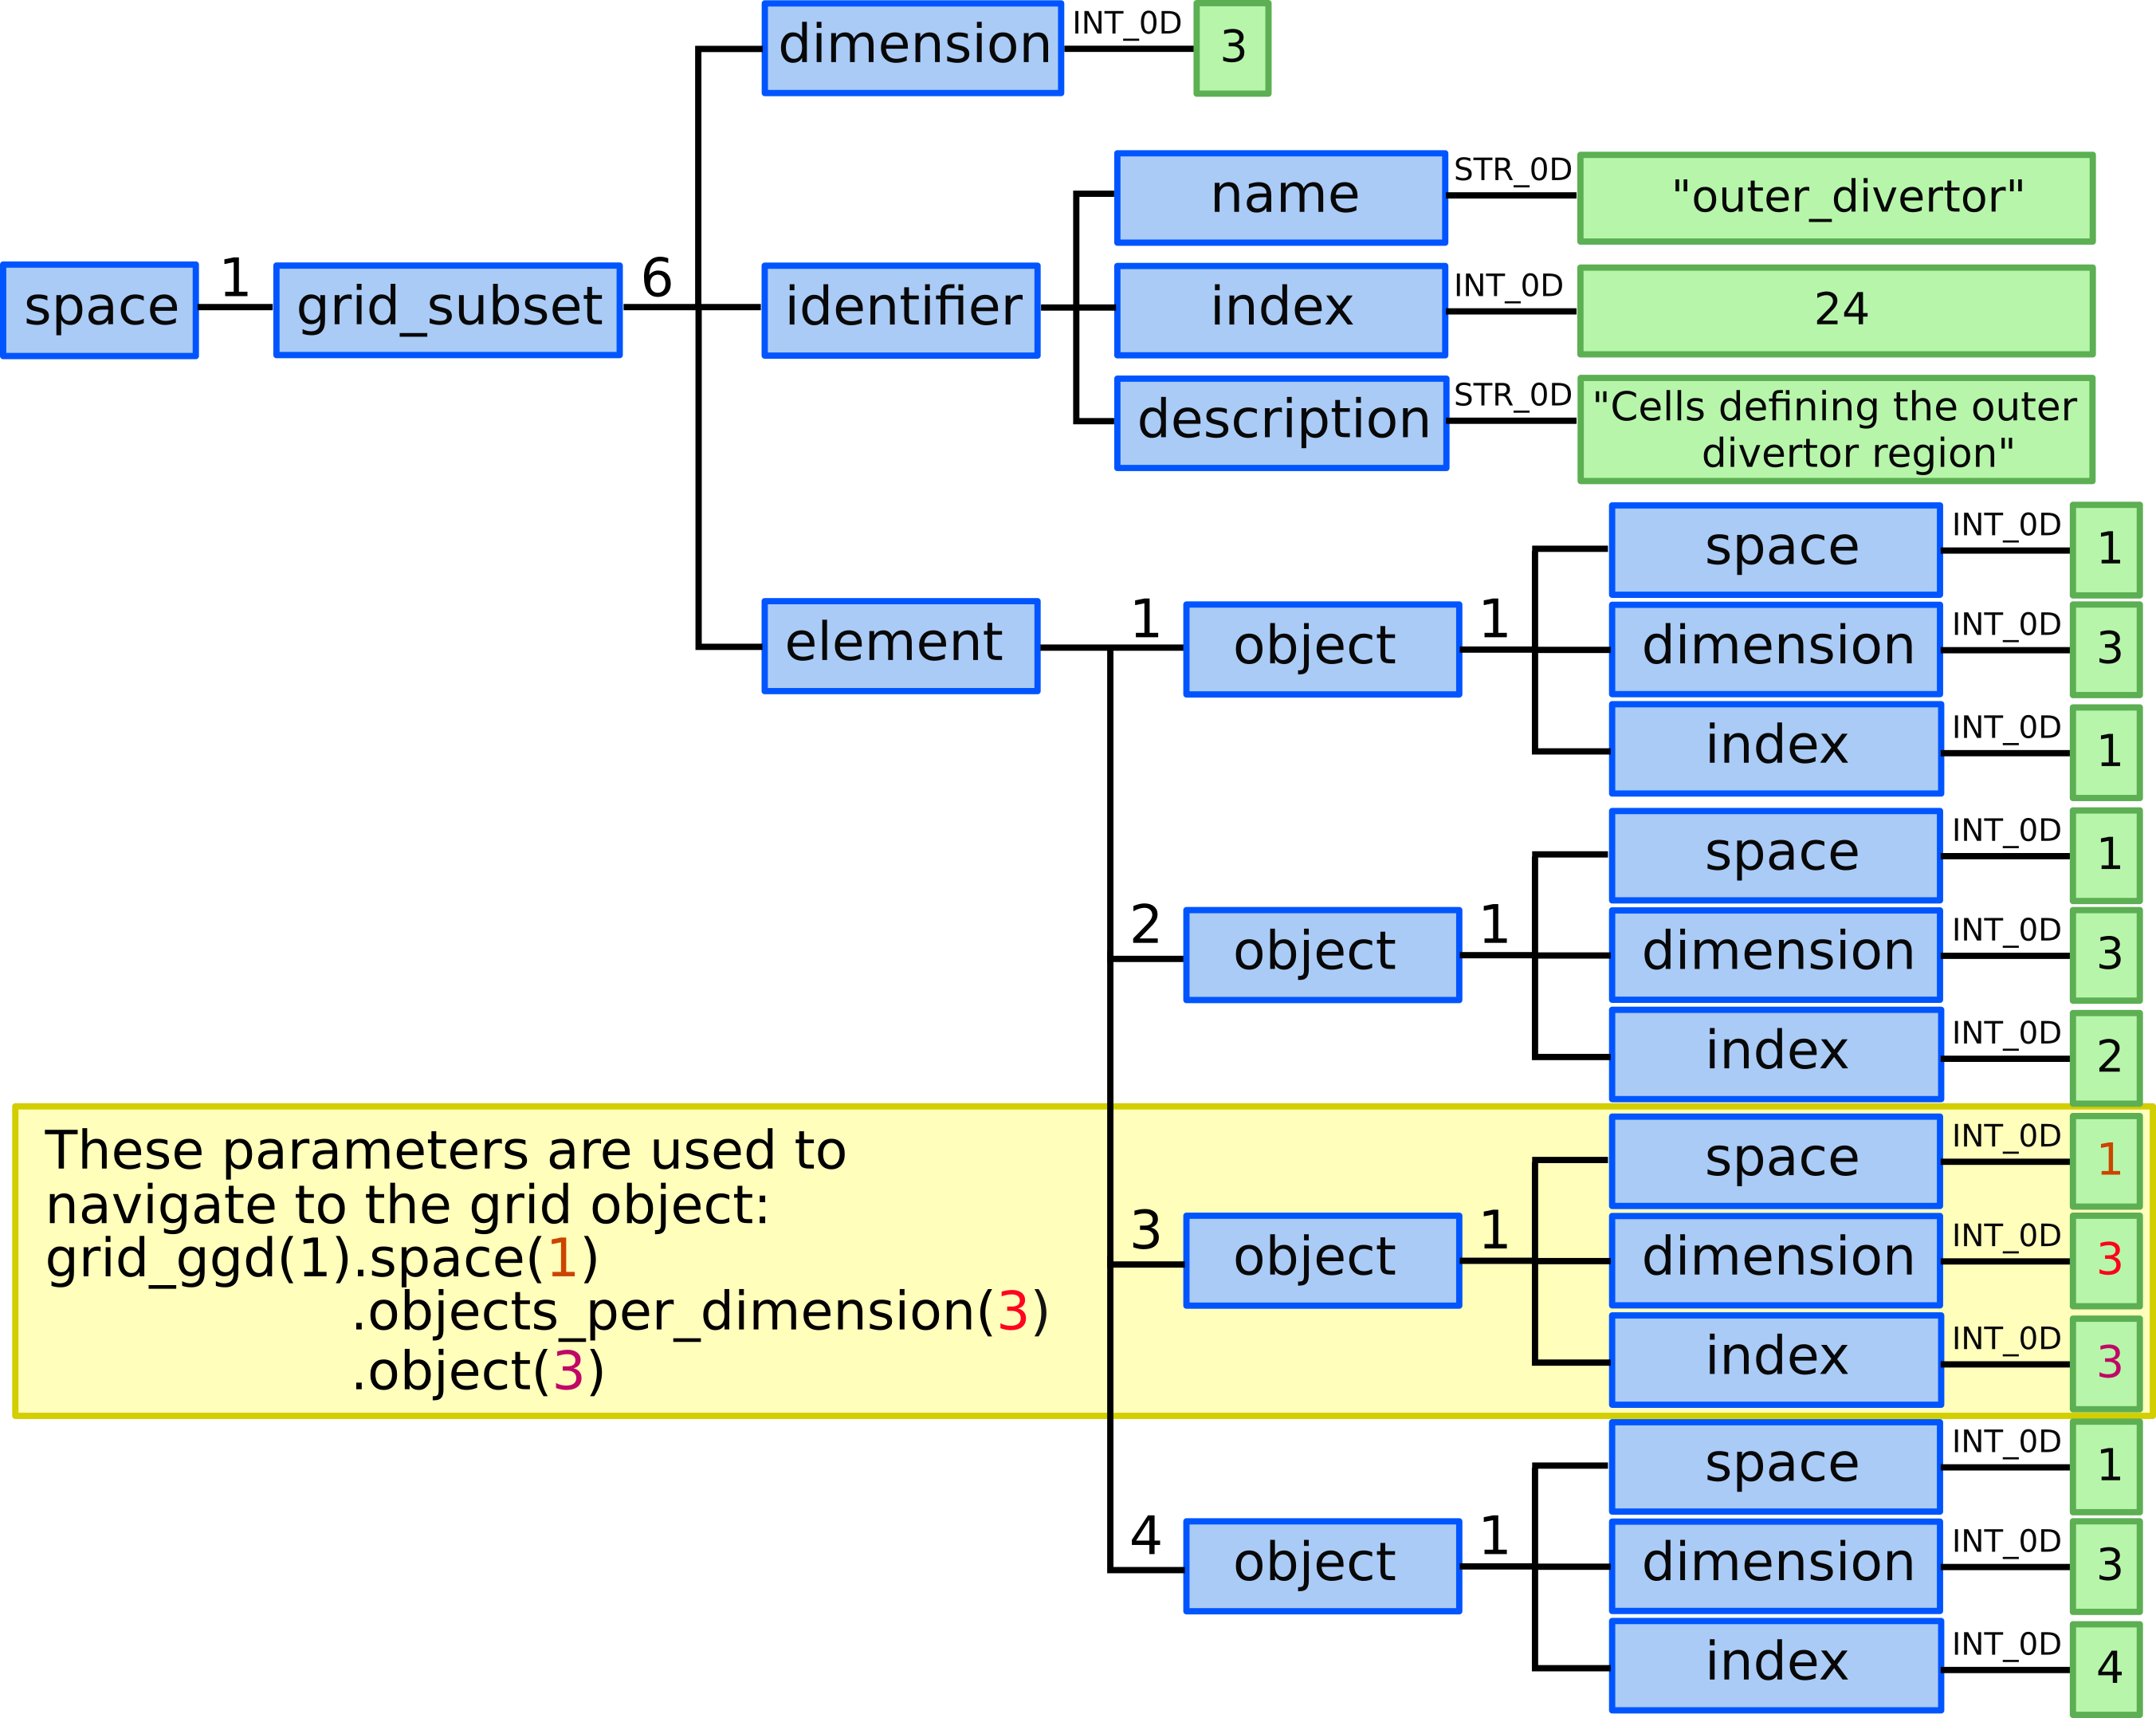 dimension
INT_0D
3
name
STR_0D
"outer_divertor"
space
1
grid_subset
6
identifier
index
INT_0D
24
description
STR_0D
"Cells defining the outer
divertor region"
space
INT_0D
1
element
1
object
1
dimension
INT_0D
3
index
INT_0D
1
space
INT_0D
1
2
object
1
dimension
INT_0D
3
index
INT_0D
2
These parameters are used to
navigate to the grid object:
grid_ggd(1).space(1)
.objects_per_dimension(3)
.object(3)
space
INT_0D
1
3
object
1
dimension
INT_0D
3
index
INT_0D
3
space
INT_0D
1
4
object
1
dimension
INT_0D
3
index
INT_0D
4